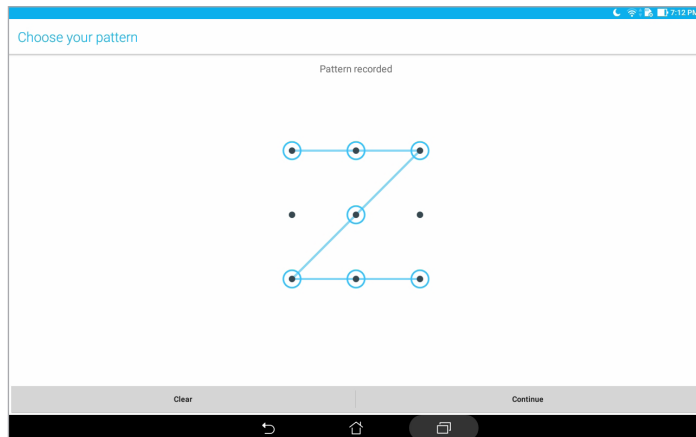 7:12 PM
Choose your pattern
Pattern recorded
Clear
Continue